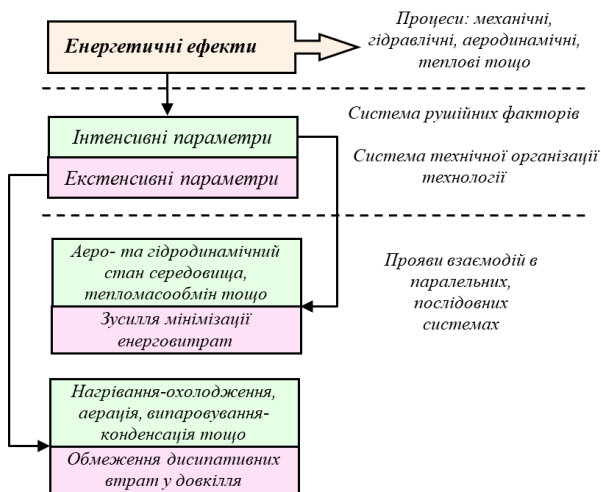 Енергетичні ефекти
Процеси: механічні,
гідравлічні, аеродинамічні,
теплові тощо
Система рушійних факторів
Інтенсивні параметри
Екстенсивні параметри
Система технічної організації
технології
Аеро- та гідродинамічний
стан середовища,
тепломасообмін тощо
Зусилля мінімізації
енерговитрат
Прояви взаємодій в
паралельних,
послідовних
системах
Нагрівання-охолодження,
аерація, випаровування-
конденсація тощо
Обмеження дисипативних
втрат у довкілля